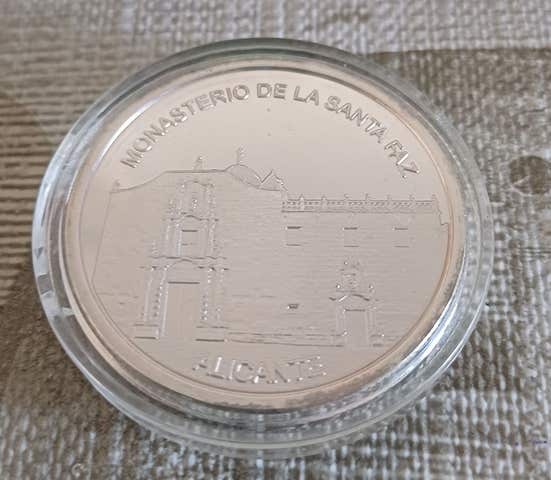 MONASTERIO DE LA SANTA FAZ
ALICANTE